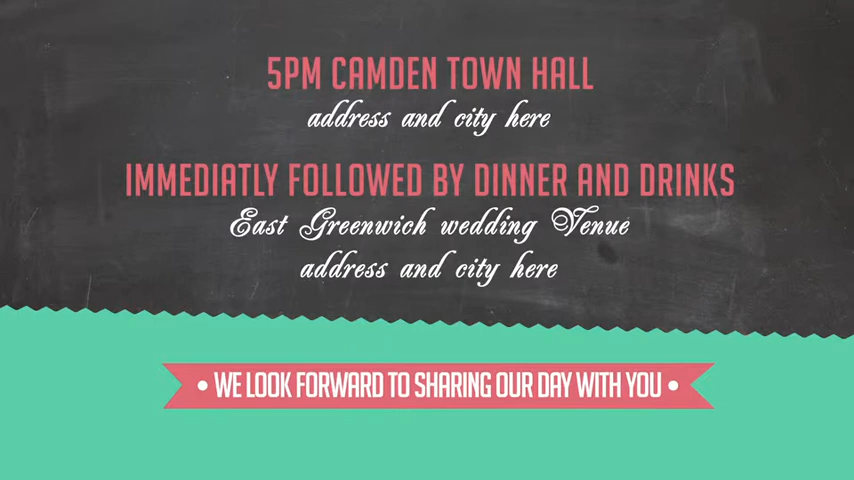 5PM CAMDEN TOWN HALL
address and city here
IMMEDIATLY FOLLOWED BY DINNER AND DRINKS
East Greenwich wedding Venue
address and city here
• WE LOOK FORWARD TO SHARING OUR DAY WITH YOU •